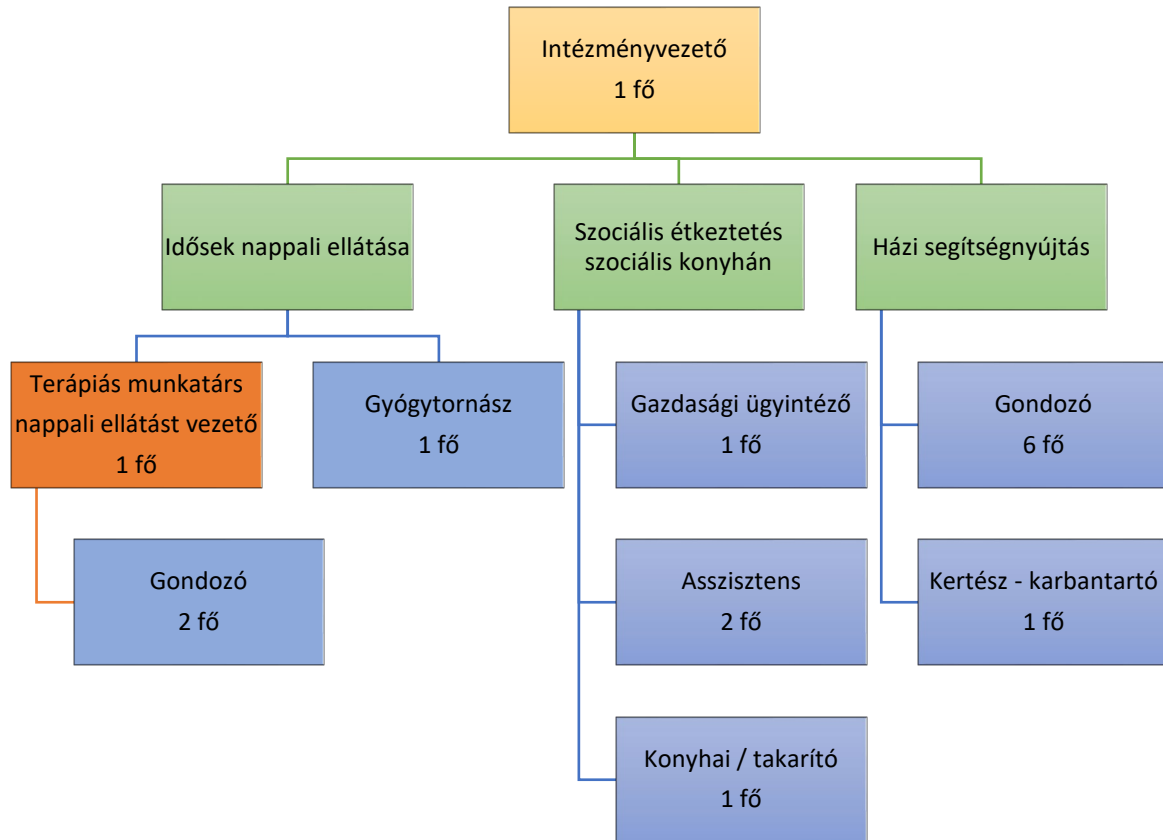 Intézményvezető
1 fő
Idősek nappali ellátása
Szociális étkeztetés
szociális konyhán
Házi segítségnyújtás
Terápiás munkatárs
nappali ellátást vezető
1 fő
Gyógytornász
1 fő
Gazdasági ügyintéző
1 fő
Gondozó
6 fő
Gondozó
2 fő
Asszisztens
2 fő
Kertész - karbantartó
1 fő
Konyhai / takarító
1 fő